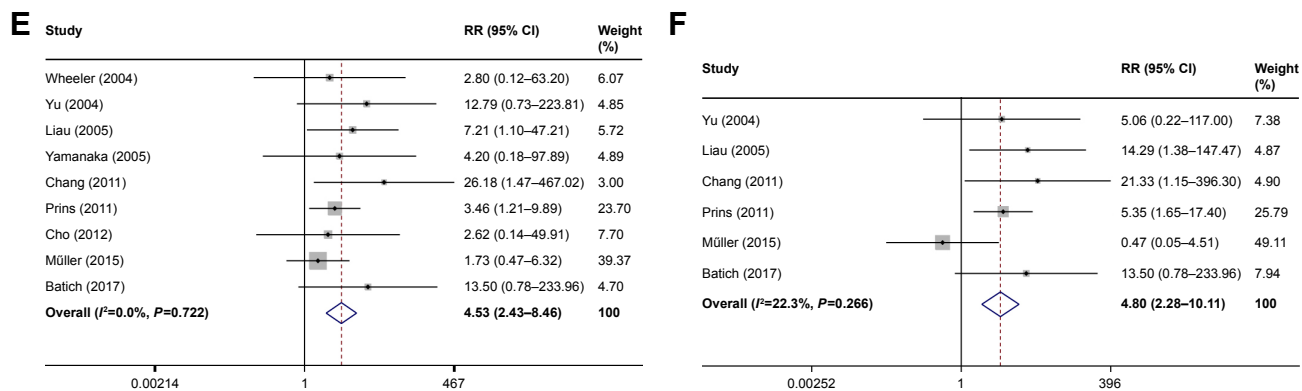 E
Study RR (95% CI) Weight (%)
Wheeler (2004) 2.80 (0.12–63.20) 6.07
Yu (2004) 12.79 (0.73–223.81) 4.85
Liau (2005) 7.21 (1.10–47.21) 5.72
Yamanaka (2005) 4.20 (0.18–97.89) 4.89
Chang (2011) 26.18 (1.47–467.02) 3.00
Prins (2011) 3.46 (1.21–9.89) 23.70
Cho (2012) 2.62 (0.14–49.91) 7.70
Műller (2015) 1.73 (0.47–6.32) 39.37
Batich (2017) 13.50 (0.78–233.96) 4.70
Overall (I²=0.0%, P=0.722) 4.53 (2.43–8.46) 100
0.00214 1 467
F
Study RR (95% CI) Weight (%)
Yu (2004) 5.06 (0.22–117.00) 7.38
Liau (2005) 14.29 (1.38–147.47) 4.87
Chang (2011) 21.33 (1.15–396.30) 4.90
Prins (2011) 5.35 (1.65–17.40) 25.79
Műller (2015) 0.47 (0.05–4.51) 49.11
Batich (2017) 13.50 (0.78–233.96) 7.94
Overall (I²=22.3%, P=0.266) 4.80 (2.28–10.11) 100
0.00252 1 396